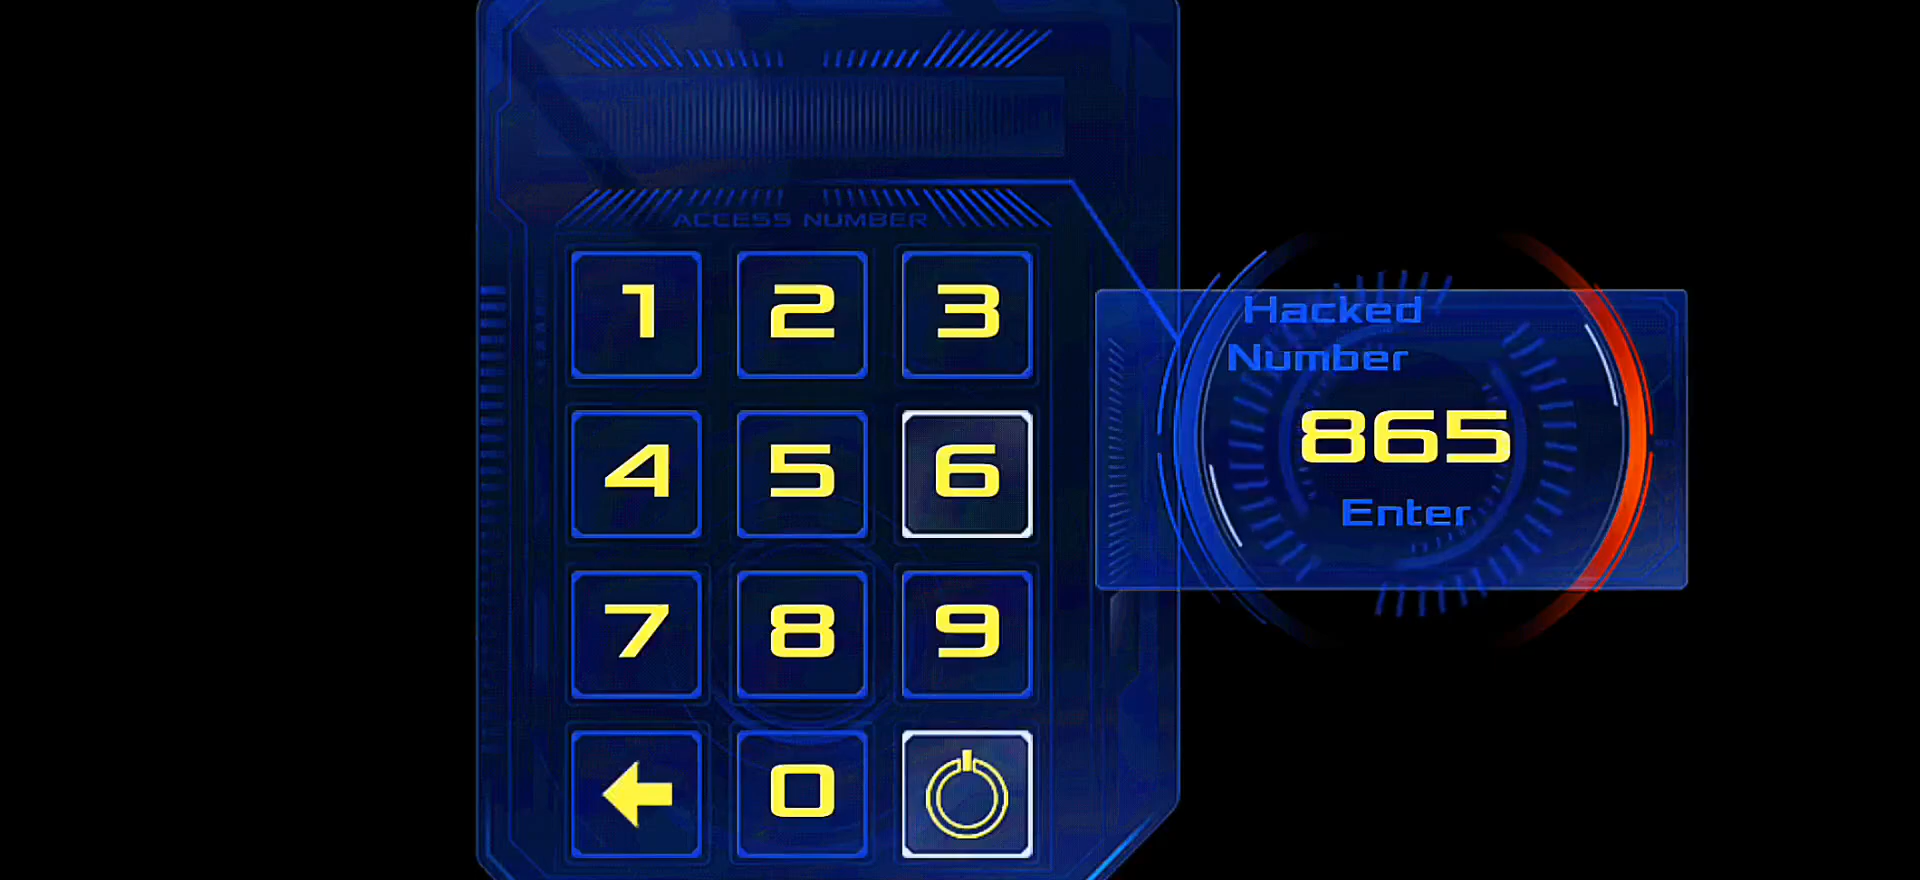 ACCESS NUMBER
1 2 3
4 5 6
7 8 9
0
Hacked
Number
865
Enter